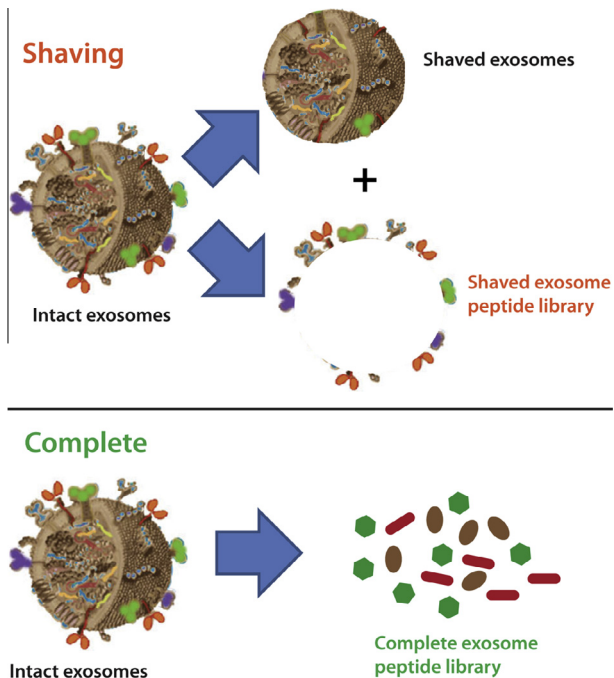 Shaving
Shaved exosomes
+
Shaved exosome
peptide library
Intact exosomes
Complete
Complete exosome
peptide library
Intact exosomes